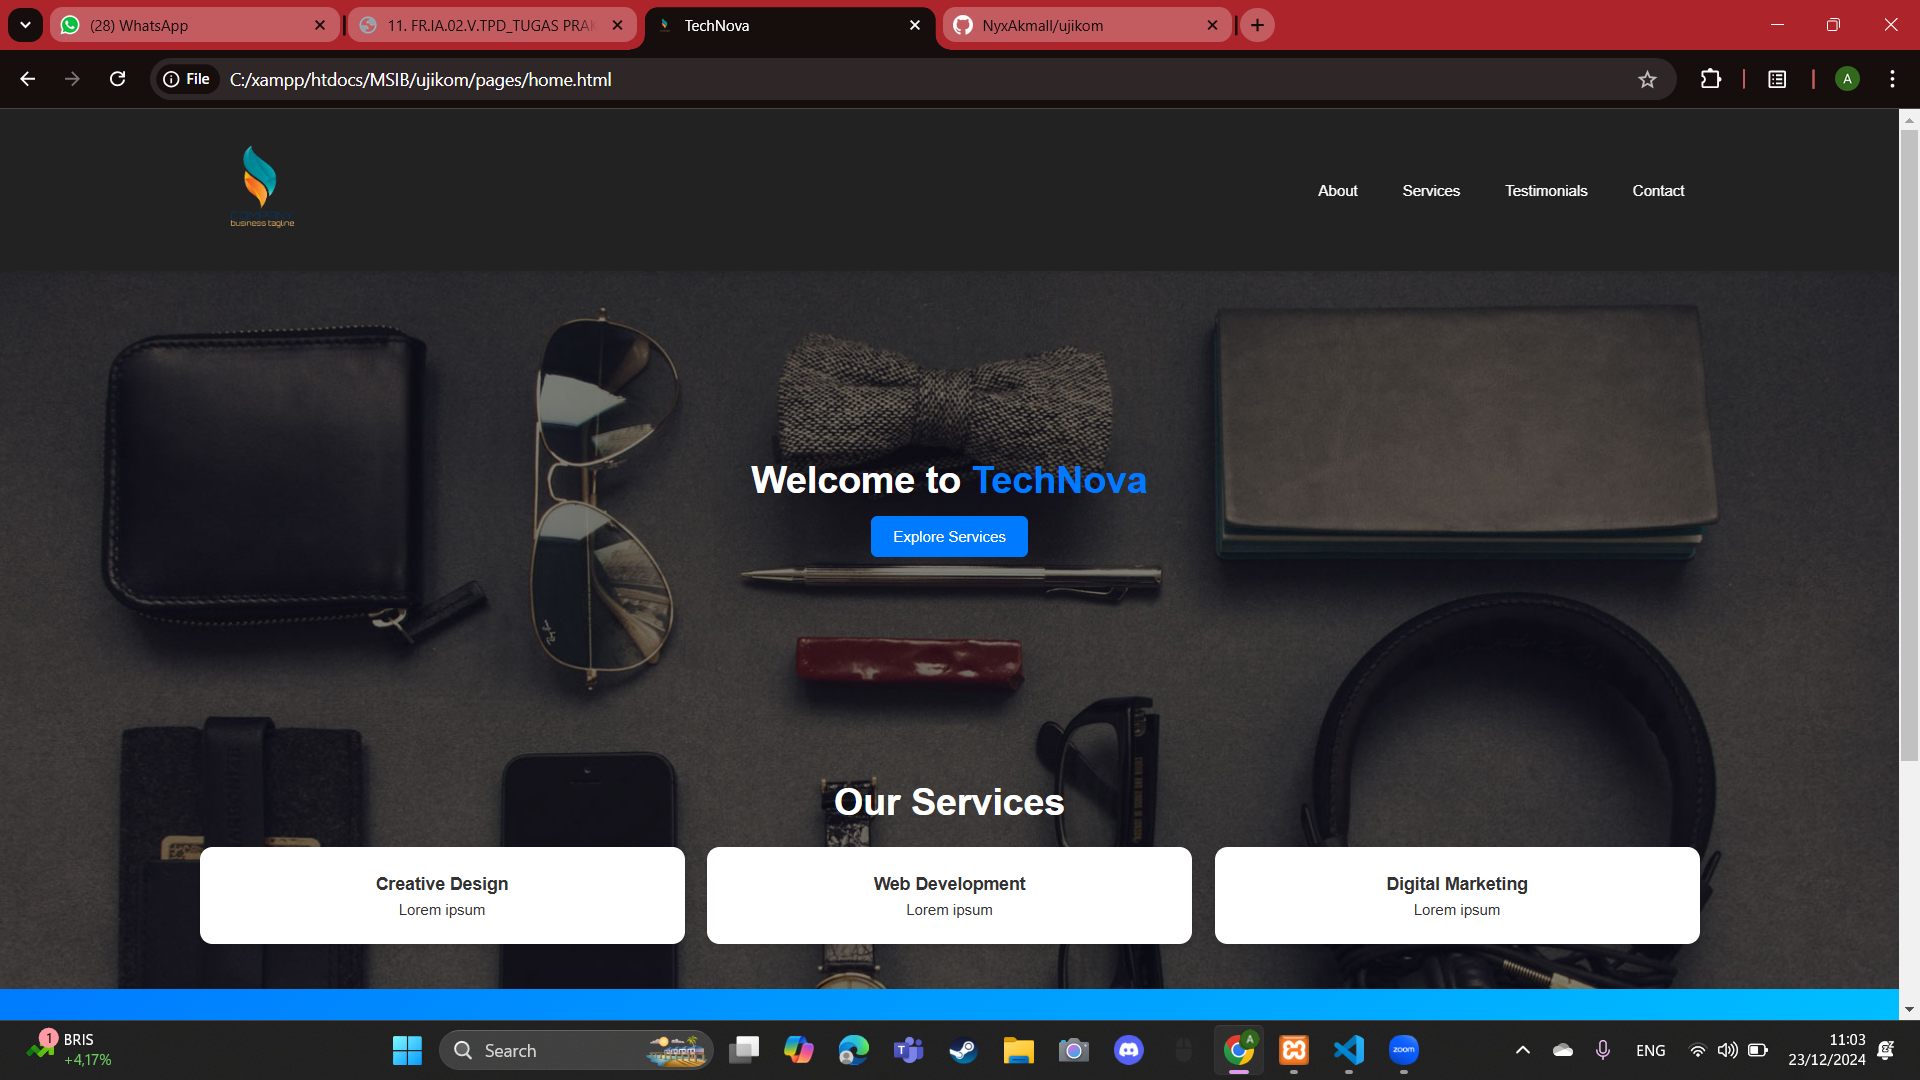 (28) WhatsApp
11. FR.IA.02.V.TPD_TUGAS PRA
TechNova
NyxAkmall/ujikom
File
C:/xampp/htdocs/MSIB/ujikom/pages/home.html
A
business tagline
About
Services
Testimonials
Contact
Welcome to TechNova
Explore Services
Our Services
Creative Design
Lorem ipsum
Web Development
Lorem ipsum
Digital Marketing
Lorem ipsum
1
BRIS
+4,17%
Search
A
zoom
ENG
11:03
23/12/2024